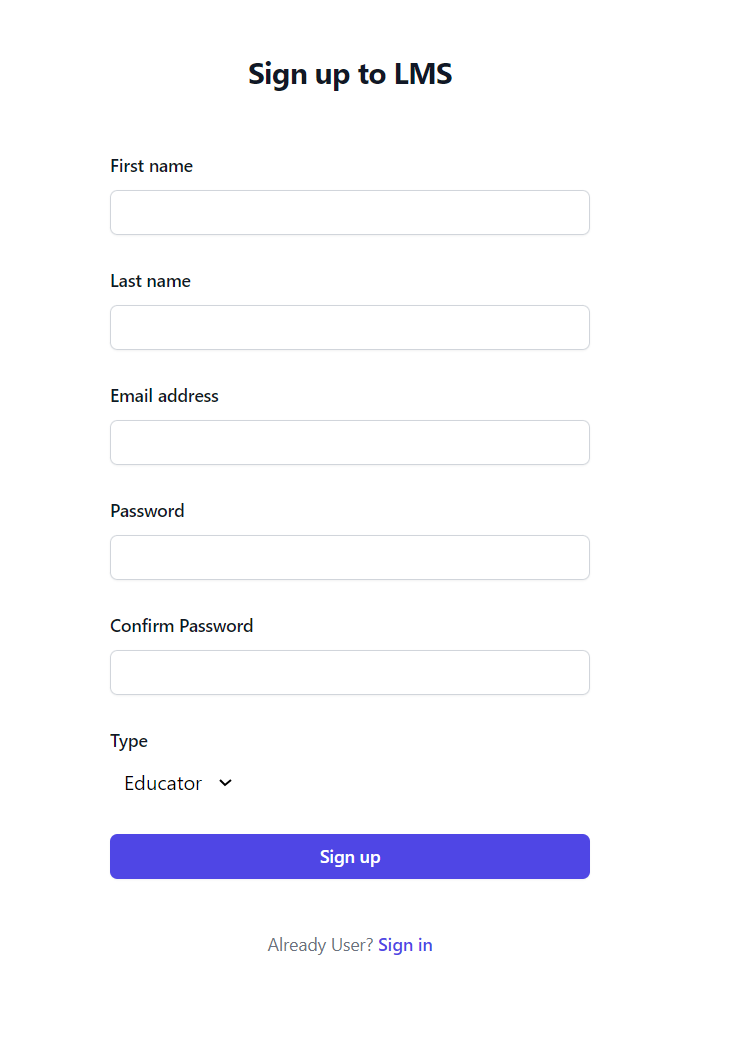 Sign up to LMS
First name
Last name
Email address
Password
Confirm Password
Type
Educator
Sign up
Already User? Sign in